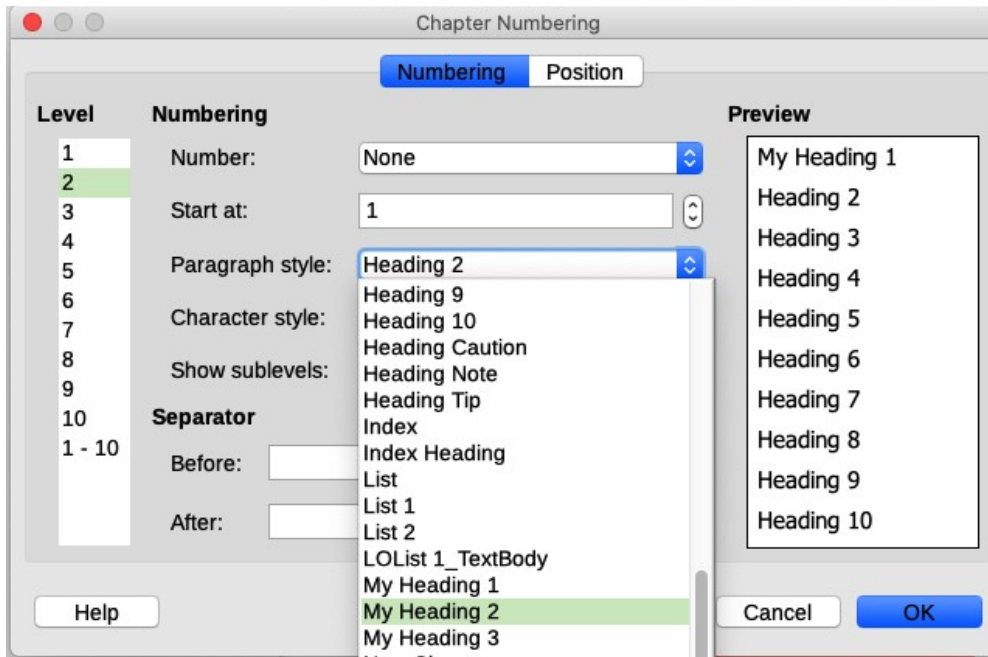 Chapter Numbering
Numbering Position
Level
1
2
3
4
5
6
7
8
9
10
1 - 10
Numbering
Number: None
Start at: 1
Paragraph style: Heading 2
Character style:
Show sublevels:
Separator
Before:
After:
Heading 9
Heading 10
Heading Caution
Heading Note
Heading Tip
Index
Index Heading
List
List 1
List 2
LOList 1_TextBody
My Heading 1
My Heading 2
My Heading 3
Preview
My Heading 1
Heading 2
Heading 3
Heading 4
Heading 5
Heading 6
Heading 7
Heading 8
Heading 9
Heading 10
Help
Cancel
OK